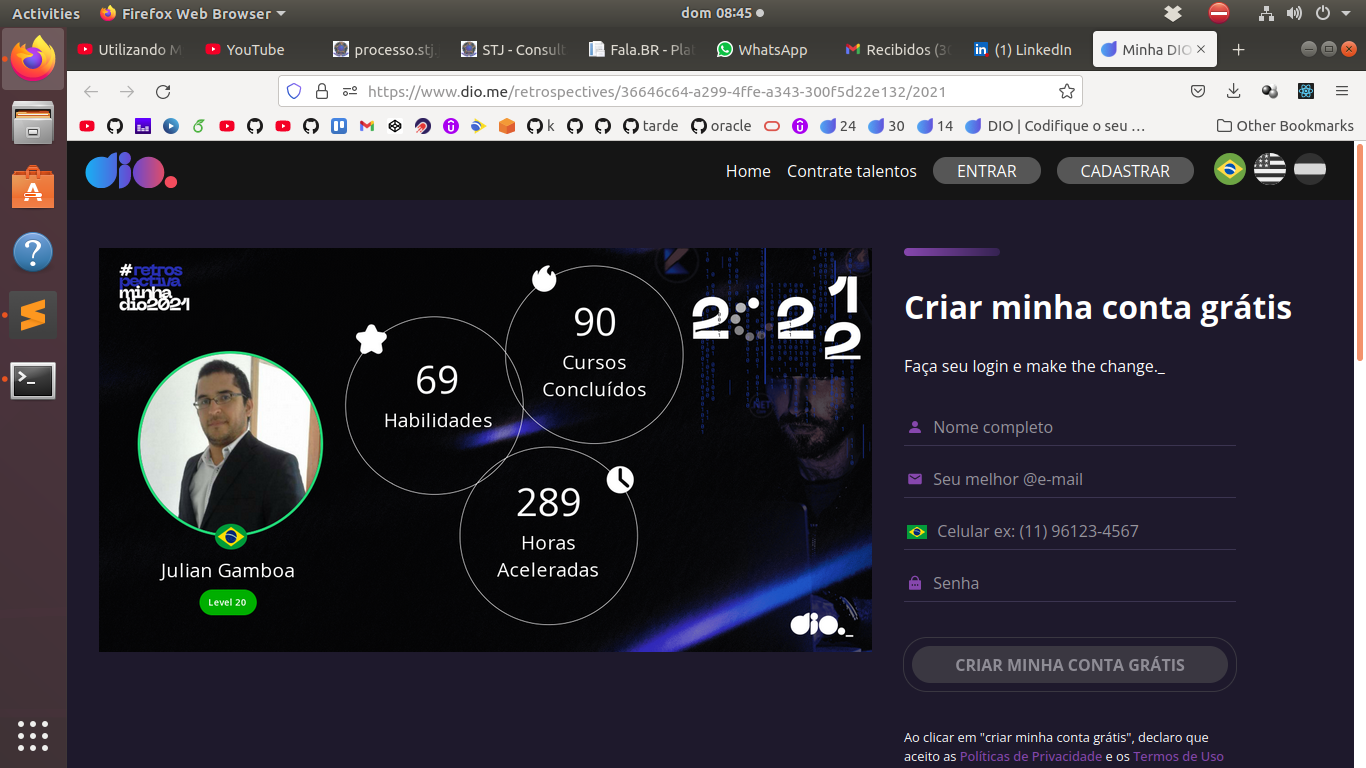 Activities
Firefox Web Browser
dom 08:45
Utilizando M
YouTube
processo.stj.
STJ - Consult
Fala.BR - Plat
WhatsApp
Recibidos (30
(1) LinkedIn
Minha DIO
https://www.dio.me/retrospectives/36646c64-a299-4ffe-a343-300f5d22e132/2021
k
tarde
oracle
24
30
14
DIO | Codifique o seu …
Other Bookmarks
dio.
Home
Contrate talentos
ENTRAR
CADASTRAR
#retros
pectiva
minha
dio2021
69
Habilidades
90
Cursos
Concluídos
289
Horas
Aceleradas
Julian Gamboa
Level 20
2021
2
dio._
Criar minha conta grátis
Faça seu login e make the change._
Nome completo
Seu melhor @e-mail
Celular ex: (11) 96123-4567
Senha
CRIAR MINHA CONTA GRÁTIS
Ao clicar em "criar minha conta grátis", declaro que
aceito as Políticas de Privacidade e os Termos de Uso